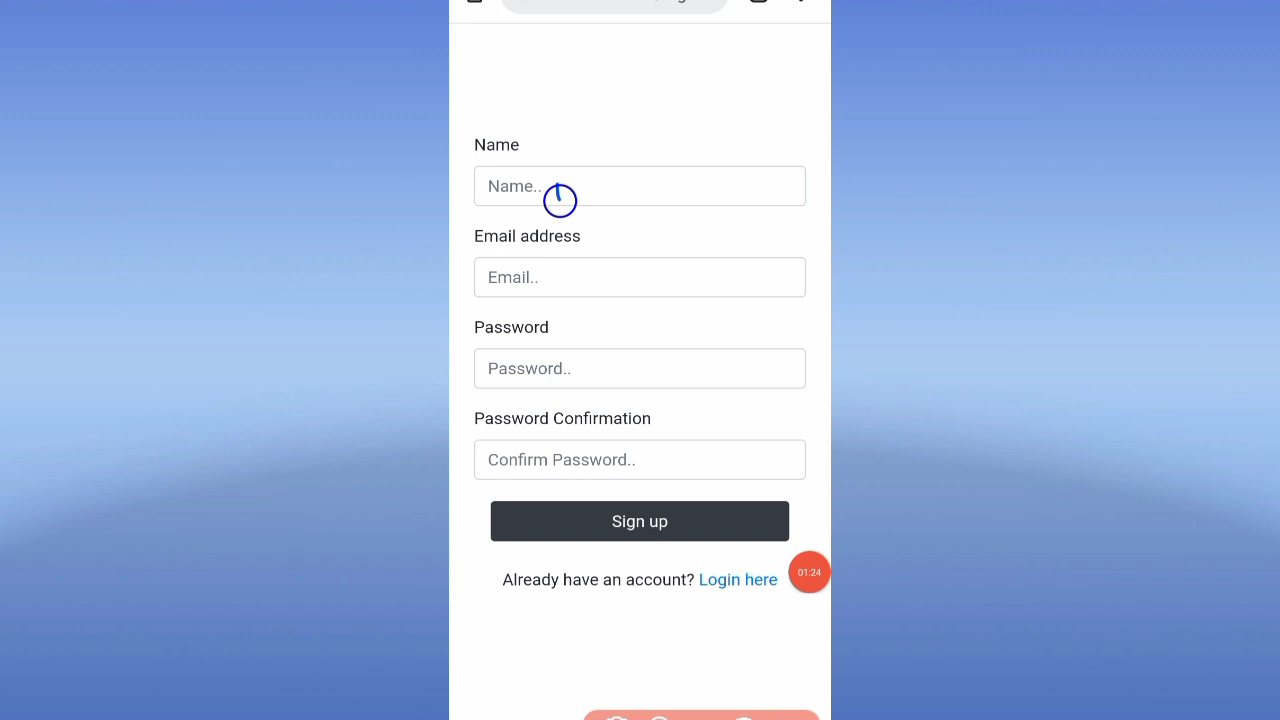 Name
Name..
Email address
Email..
Password
Password..
Password Confirmation
Confirm Password..
Sign up
Already have an account? Login here
01:24